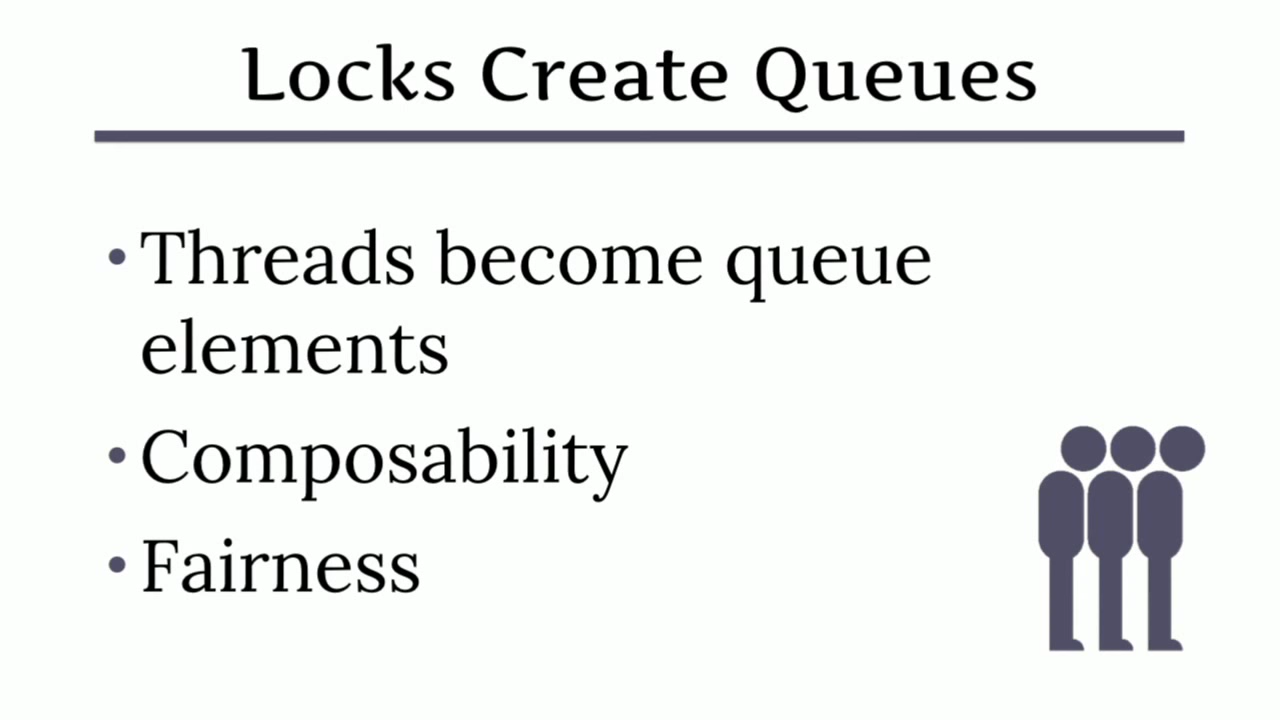 Locks Create Queues
• Threads become queue
elements
• Composability
• Fairness